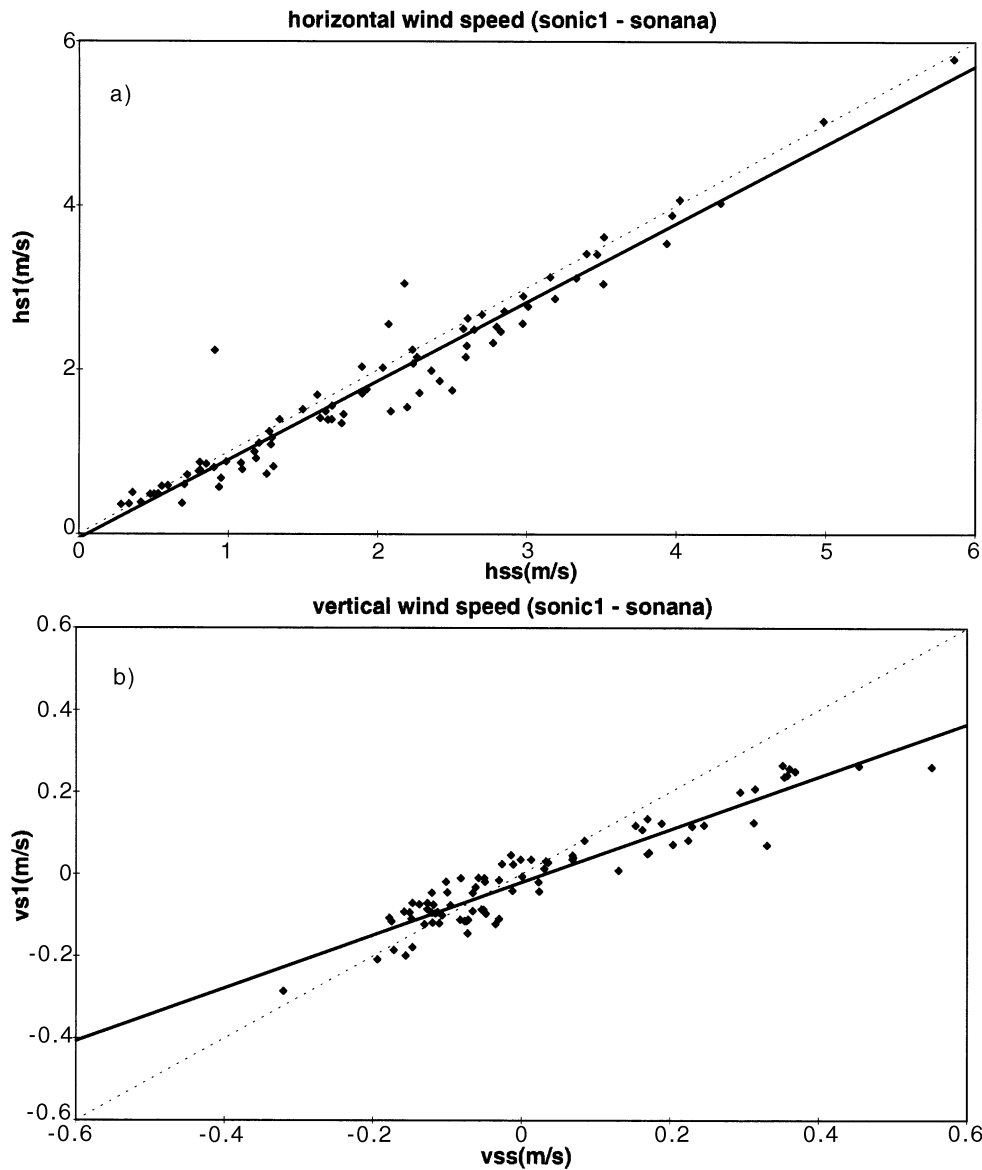 horizontal wind speed (sonic1 - sonana)
6
a)
4
hs1(m/s)
2
0
0 1 2 3 4 5 6
hss(m/s)
vertical wind speed (sonic1 - sonana)
0.6
b)
0.4
0.2
0
vs1(m/s)
-0.2
-0.4
-0.6
-0.6 -0.4 -0.2 0 0.2 0.4 0.6
vss(m/s)